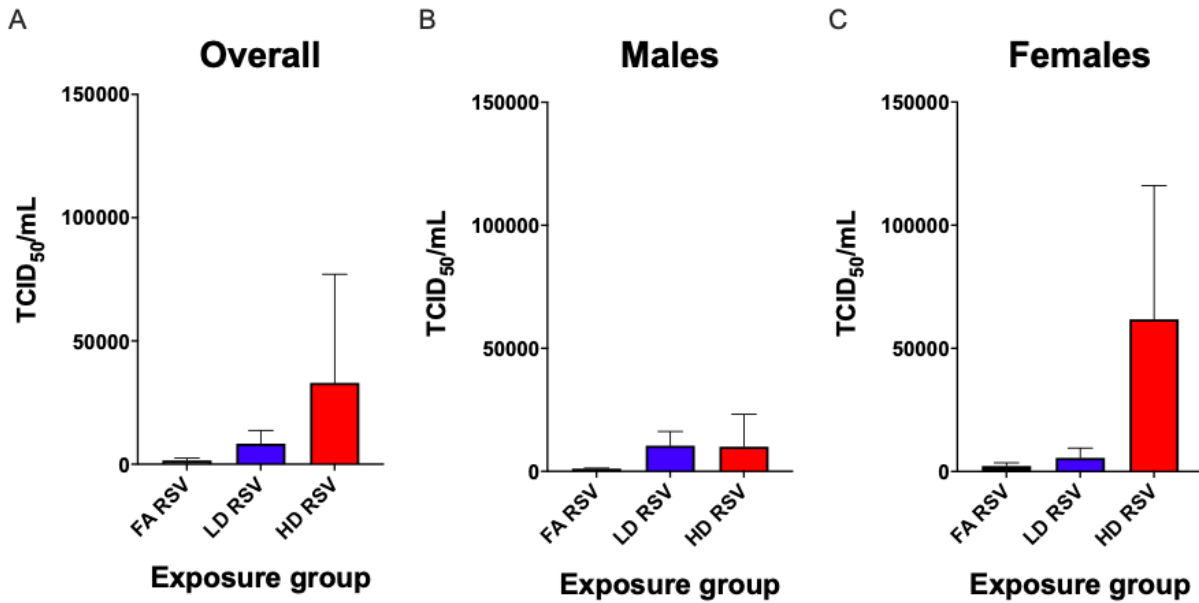 A
Overall
150000
100000
50000
0
TCID50/mL
FA RSV
LD RSV
HD RSV
Exposure group
B
Males
150000
100000
50000
0
TCID50/mL
FA RSV
LD RSV
HD RSV
Exposure group
C
Females
150000
100000
50000
0
TCID50/mL
FA RSV
LD RSV
HD RSV
Exposure group